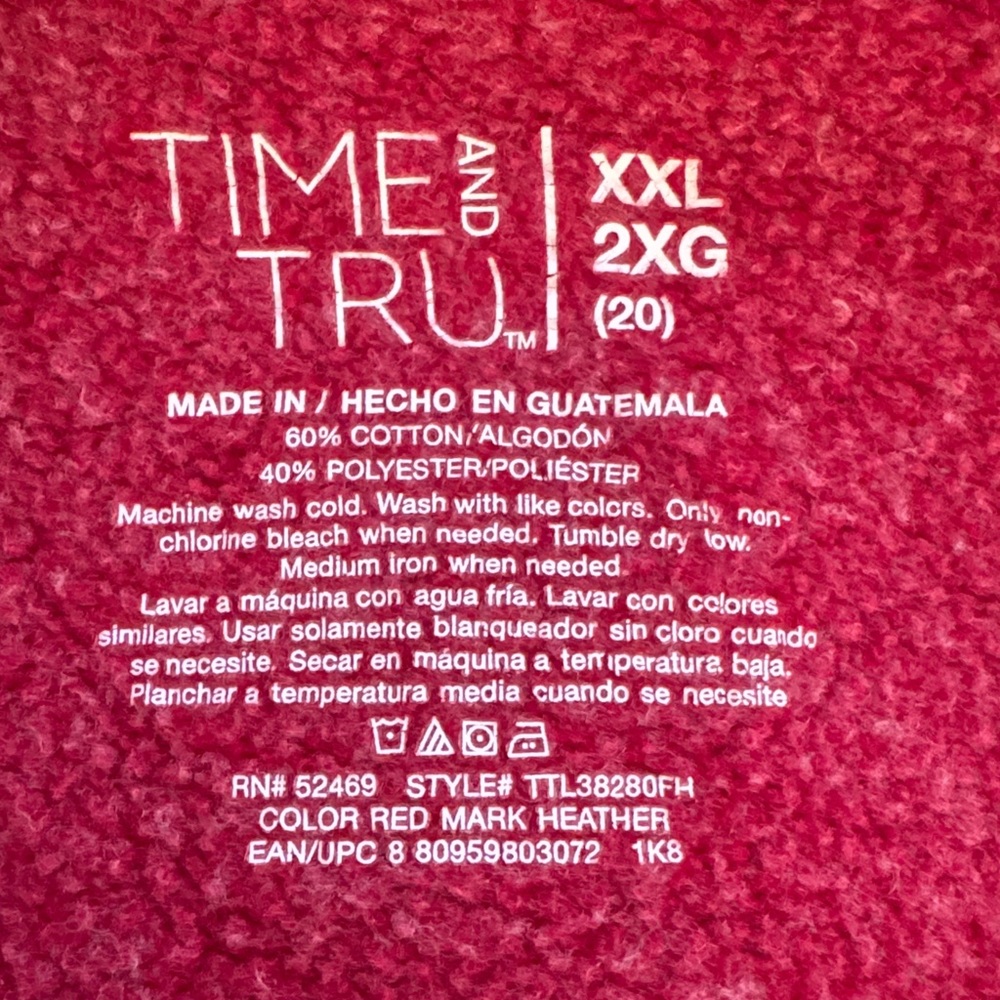 TIME AND
TRU™
XXL
2XG
(20)
MADE IN / HECHO EN GUATEMALA
60% COTTON/ALGODÓN
40% POLYESTER/POLIÉSTER
Machine wash cold. Wash with like colors. Only non-
chlorine bleach when needed. Tumble dry low.
Medium iron when needed
Lavar a máquina con agua fría. Lavar con colores
similares. Usar solamente blanqueador sin cloro cuando
se necesite. Secar en máquina a temperatura baja.
Planchar a temperatura media cuando se necesite
RN# 52469 STYLE# TTL38280FH
COLOR RED MARK HEATHER
EAN/UPC 8 80959803072 1K8